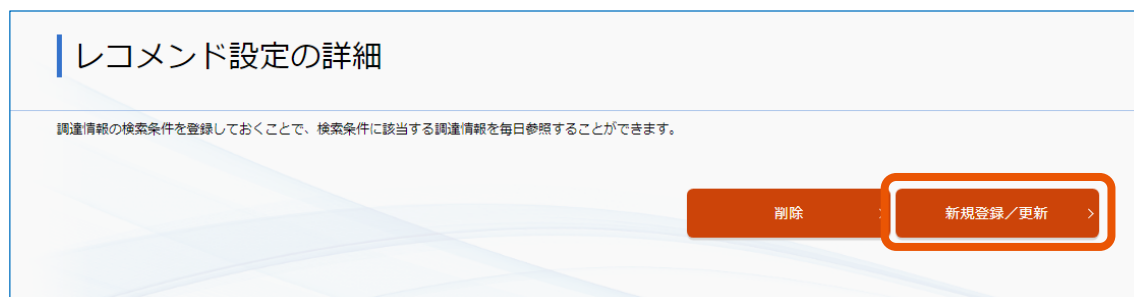 レコメンド設定の詳細
調達情報の検索条件を登録しておくことで、検索条件に該当する調達情報を毎日参照することができます。
削除
新規登録／更新